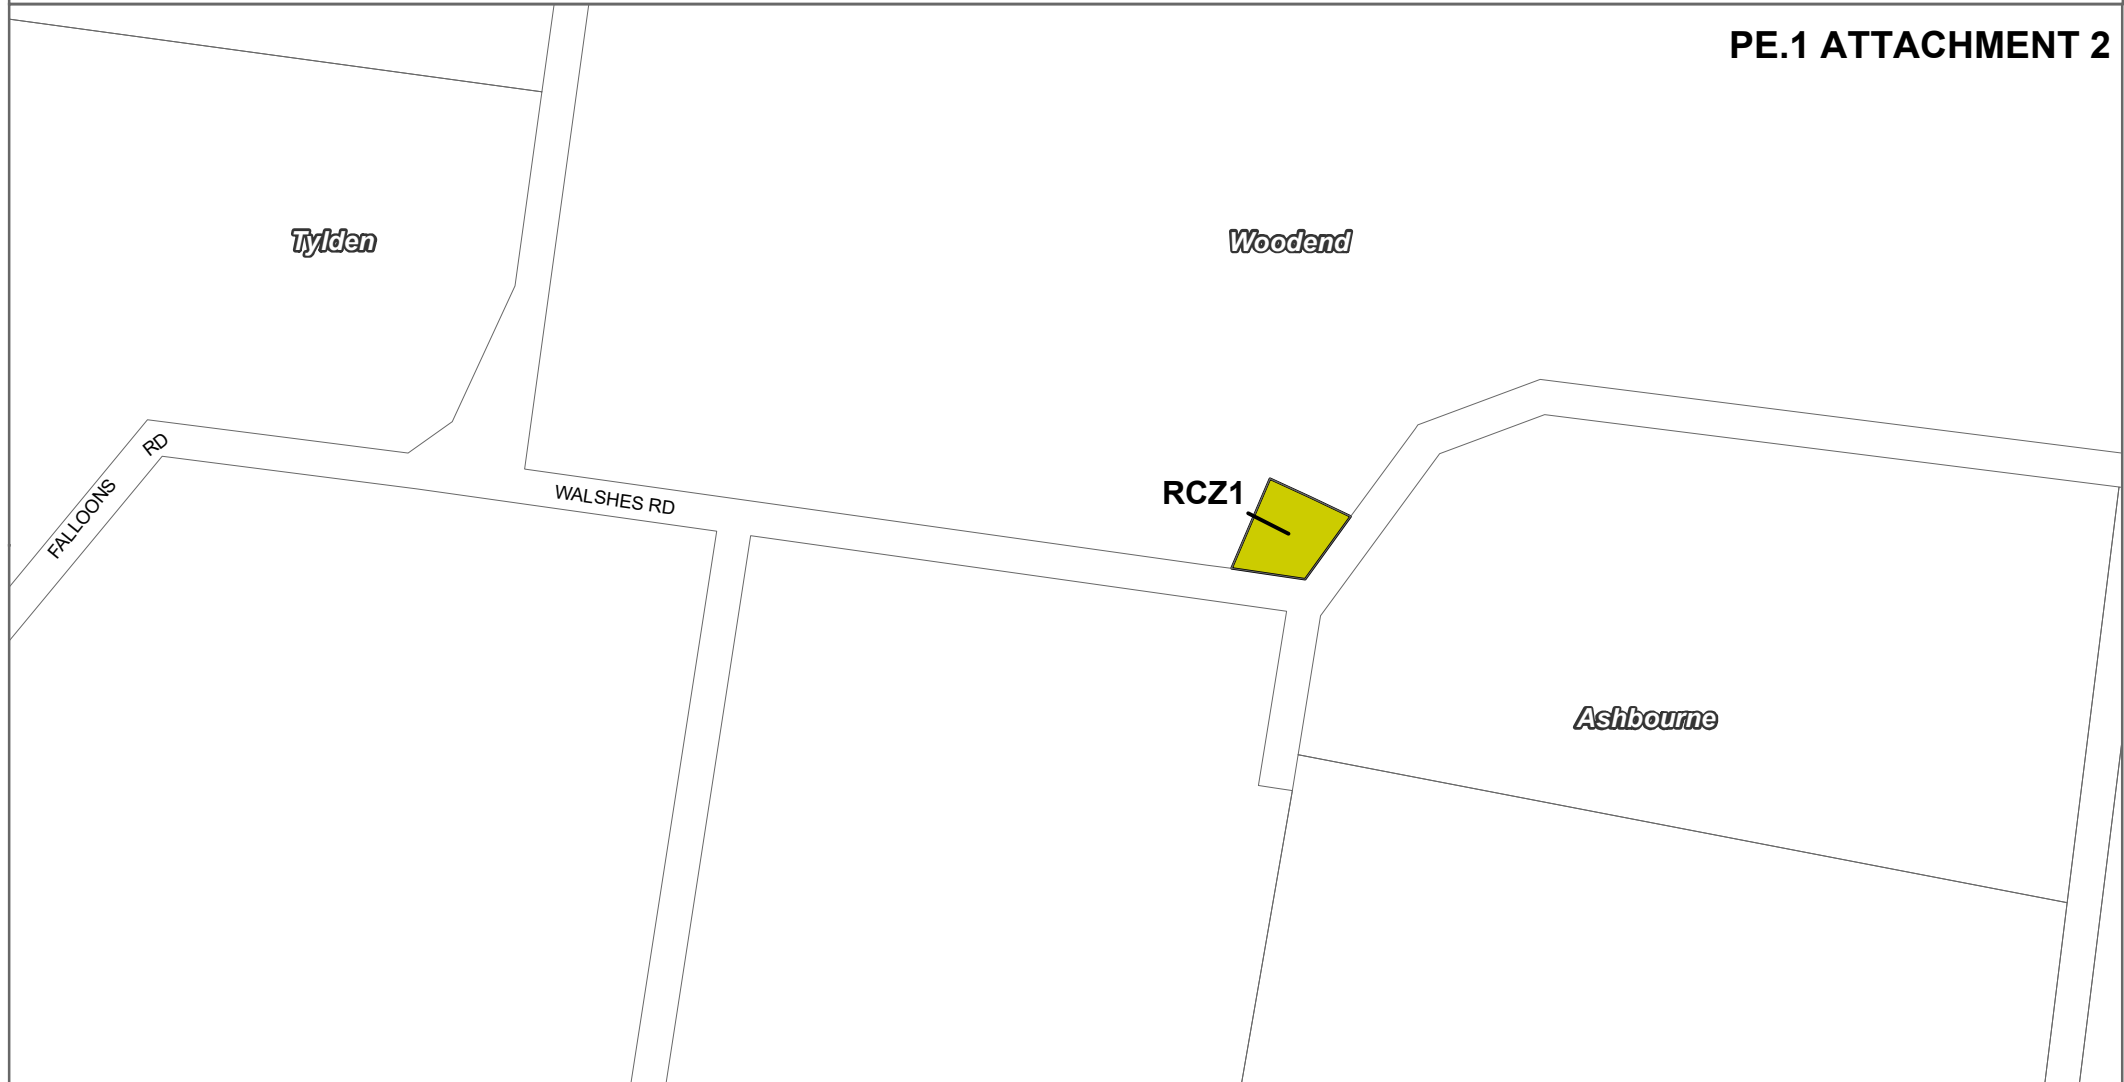 PE.1 ATTACHMENT 2
Tylden
Woodend
FALLOONS RD
WALSHES RD
RCZ1
Ashbourne